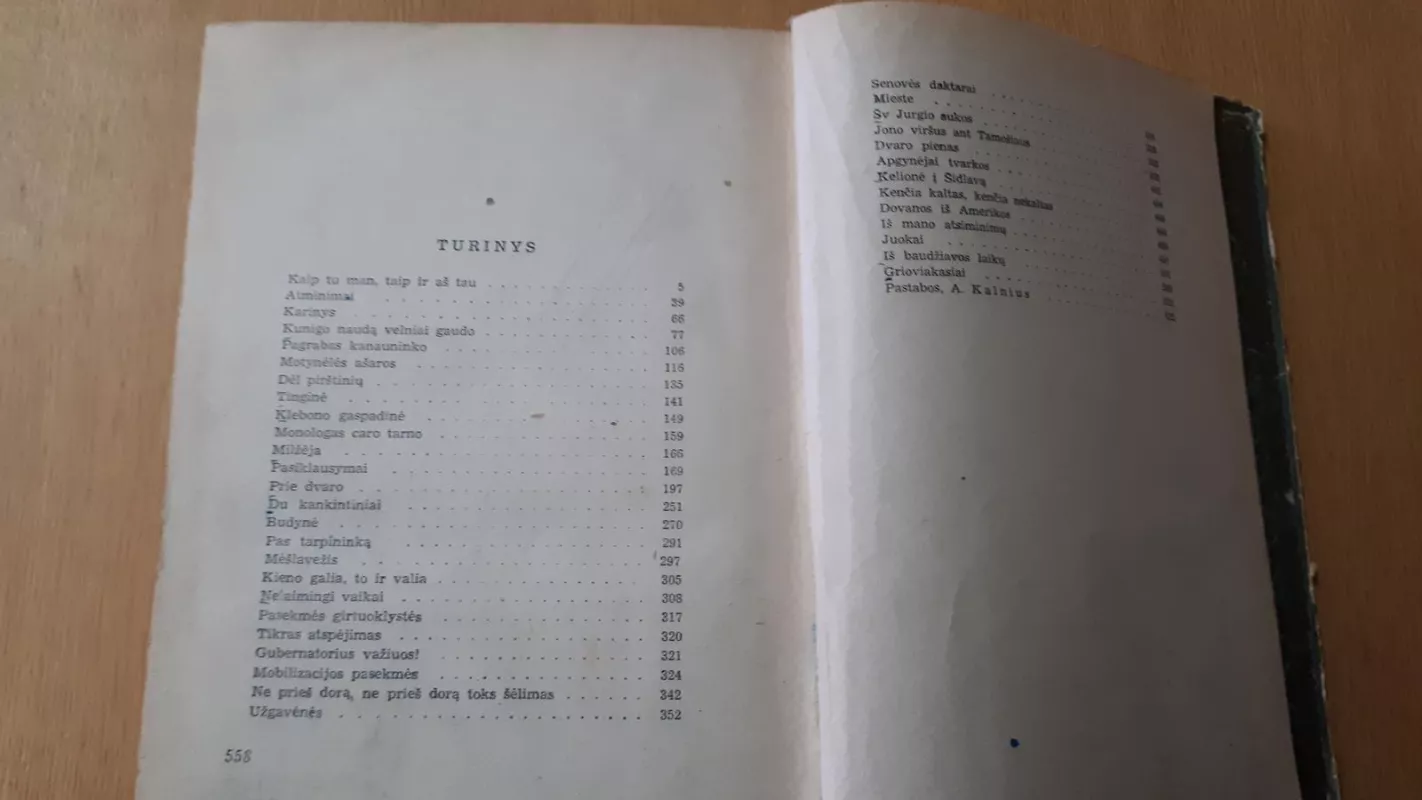 TURINYS
Kaip tu man, taip ir aš tau . . . . . . . . . . 5
Atminimai . . . . . . . . . . 39
Karinys . . . . . . . . . . 66
Kunigo naudą velniai gaudo . . . . . . . . . . 77
Pagrabas kanauninko . . . . . . . . . . 106
Motynėlės ašaros . . . . . . . . . . 116
Dėl pirštinių . . . . . . . . . . 135
Tinginė . . . . . . . . . . 141
Klebono gaspadinė . . . . . . . . . . 149
Monologas caro tarno . . . . . . . . . . 159
Milžėja . . . . . . . . . . 166
Pasiklausymai . . . . . . . . . . 169
Prie dvaro . . . . . . . . . . 197
Du kankintiniai . . . . . . . . . . 251
Budynė . . . . . . . . . . 270
Pas tarpininką . . . . . . . . . . 291
Mėšlavežis . . . . . . . . . . 297
Kieno galia, to ir valia . . . . . . . . . . 305
Nelaimingi vaikai . . . . . . . . . . 308
Pasekmės girtuoklystės . . . . . . . . . . 317
Tikras atspėjimas . . . . . . . . . . 320
Gubernatorius važiuos! . . . . . . . . . . 321
Mobilizacijos pasekmės . . . . . . . . . . 324
Ne prieš dorą, ne prieš dorą toks šėlimas . . . . . . 342
Užgavėnės . . . . . . . . . . 352
558
Senovės daktarai
Mieste
Šv Jurgio sukos
Jono viršus ant Tamošiaus
Dvaro pienas
Apgynėjai tvarkos
Kelionė į Šidlavą
Kenčia kaltas, kenčia nekaltas
Dovanos iš Amerikos
Iš mano atsiminimų
Juokai
Iš baudžiavos laikų
Grioviakasiai
Pastabos, A. Kalnius